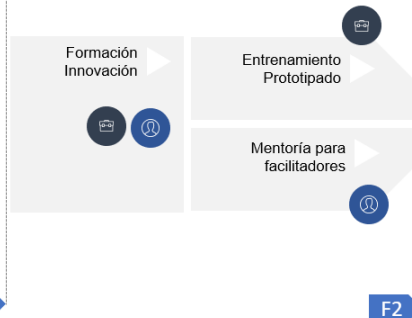 Formación
Innovación
Entrenamiento
Prototipado
Mentoría para
facilitadores
F2